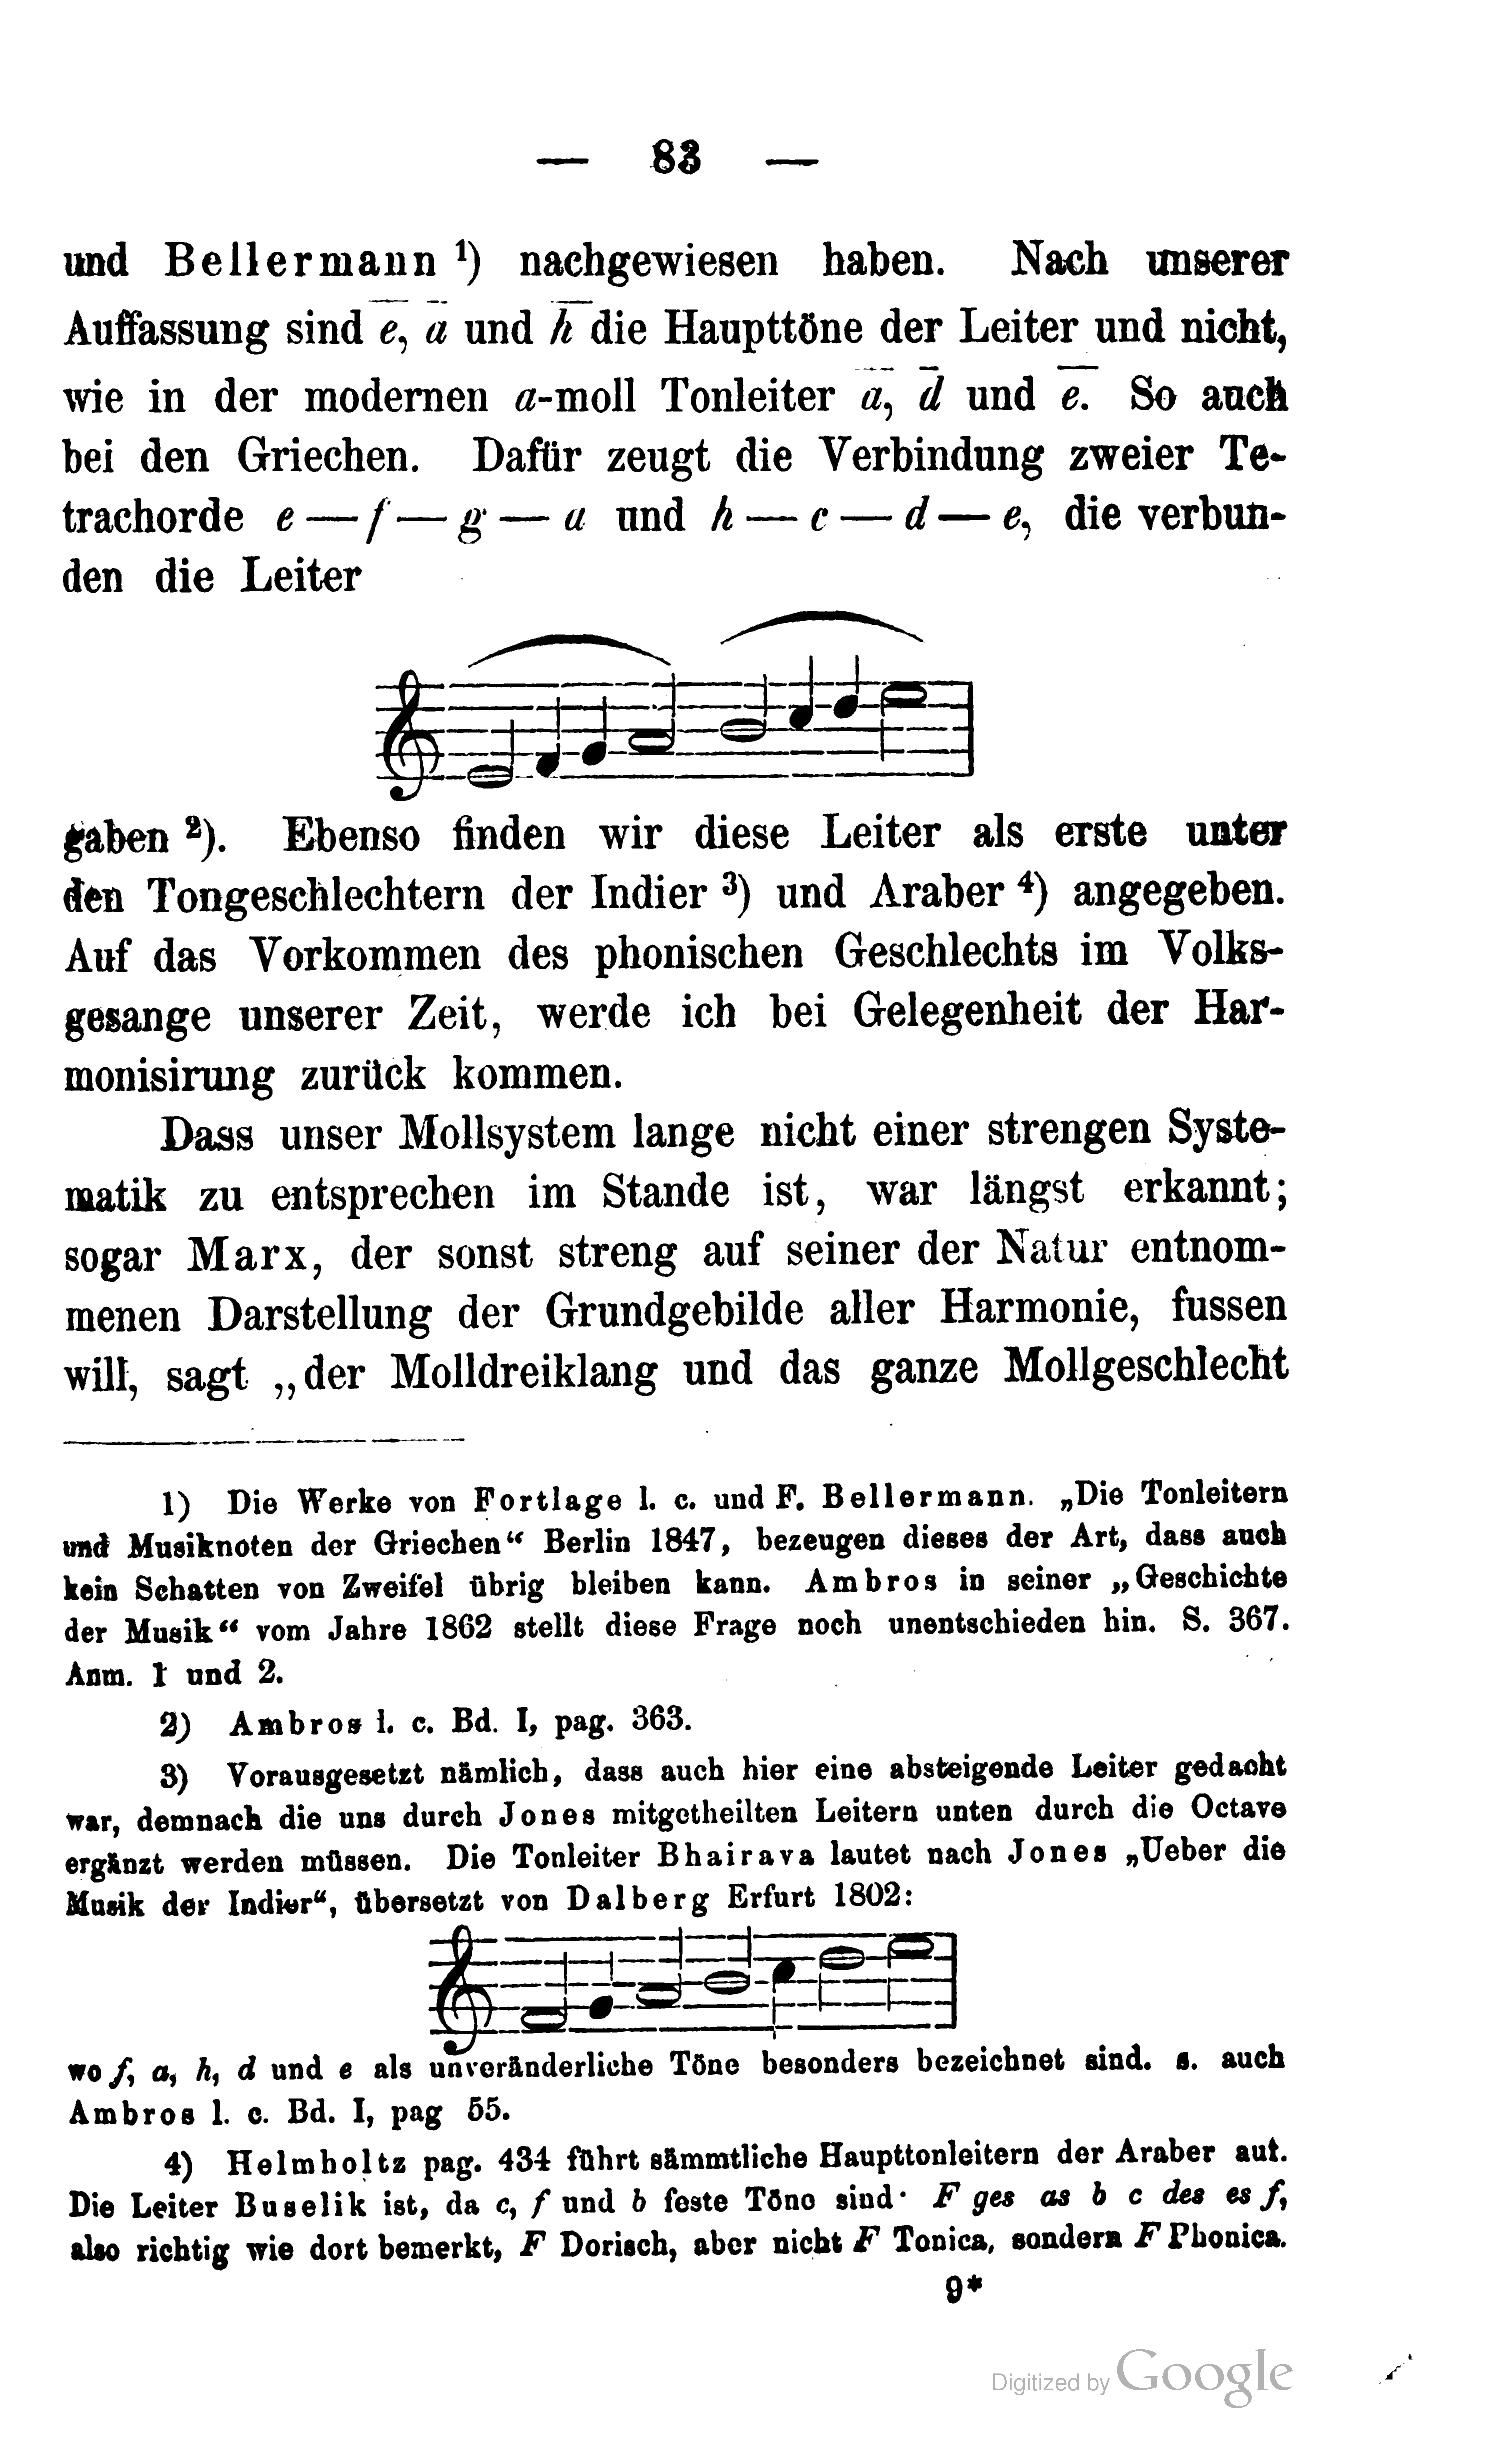 — 83 —
und Bellermann ¹) nachgewiesen haben. Nach unserer
Auffassung sind e̅, a̅ und h̅ die Haupttöne der Leiter und nicht,
wie in der modernen a-moll Tonleiter a̅, d̅ und e̅. So auch
bei den Griechen. Dafür zeugt die Verbindung zweier Te-
trachorde e — f — g — a und h — c — d — e, die verbun-
den die Leiter
gaben ²). Ebenso finden wir diese Leiter als erste unter
den Tongeschlechtern der Indier ³) und Araber ⁴) angegeben.
Auf das Vorkommen des phonischen Geschlechts im Volks-
gesange unserer Zeit, werde ich bei Gelegenheit der Har-
monisirung zurück kommen.
Dass unser Mollsystem lange nicht einer strengen Syste-
matik zu entsprechen im Stande ist, war längst erkannt;
sogar Marx, der sonst streng auf seiner der Natur entnom-
menen Darstellung der Grundgebilde aller Harmonie, fussen
will, sagt „der Molldreiklang und das ganze Mollgeschlecht
1) Die Werke von Fortlage l. c. und F. Bellermann. „Die Tonleitern
und Musiknoten der Griechen“ Berlin 1847, bezeugen dieses der Art, dass auch
kein Schatten von Zweifel übrig bleiben kann. Ambros in seiner „Geschichte
der Musik“ vom Jahre 1862 stellt diese Frage noch unentschieden hin. S. 367.
Anm. 1 und 2.
2) Ambros l. c. Bd. I, pag. 363.
3) Vorausgesetzt nämlich, dass auch hier eine absteigende Leiter gedacht
war, demnach die uns durch Jones mitgetheilten Leitern unten durch die Octave
ergänzt werden müssen. Die Tonleiter Bhairava lautet nach Jones „Ueber die
Musik der Indier“, übersetzt von Dalberg Erfurt 1802:
wo f, a, h, d und e als unveränderliche Töne besonders bezeichnet sind. s. auch
Ambros l. c. Bd. I, pag 55.
4) Helmholtz pag. 434 führt sämmtliche Haupttonleitern der Araber auf.
Die Leiter Buselik ist, da c, f und b feste Töne sind· F ges as b c des es f,
also richtig wie dort bemerkt, F Dorisch, aber nicht F Tonica, sondern F Phonica.
9*
Digitized by Google